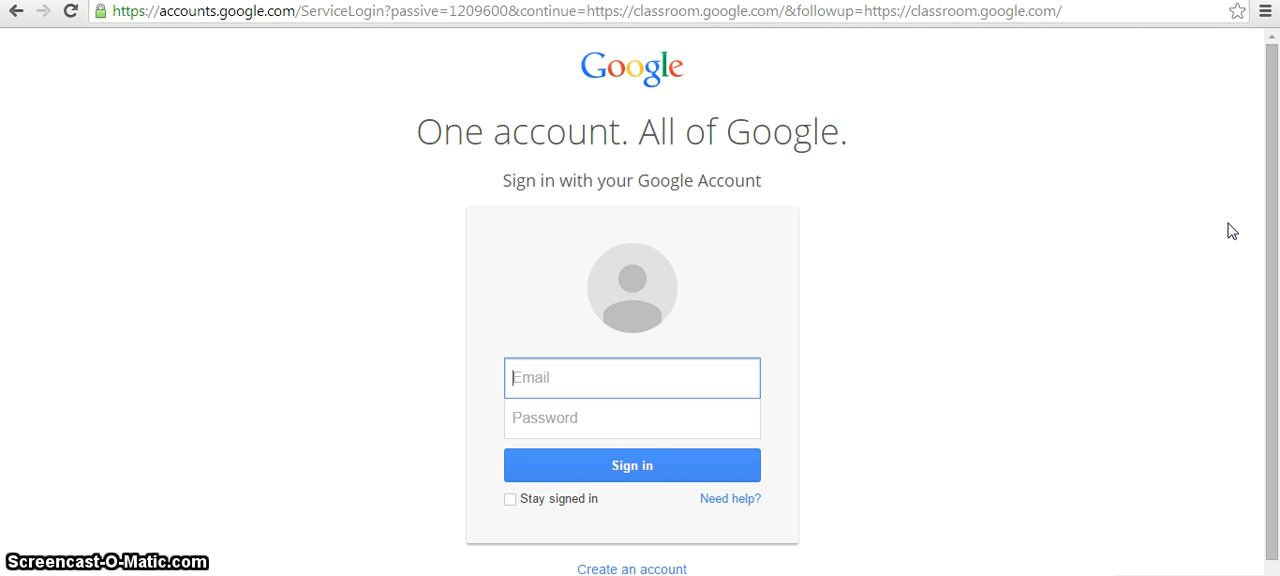 https://accounts.google.com/ServiceLogin?passive=1209600&continue=https://classroom.google.com/&followup=https://classroom.google.com/
Google
One account. All of Google.
Sign in with your Google Account
Email
Password
Sign in
Stay signed in Need help?
Create an account
Screencast-O-Matic.com